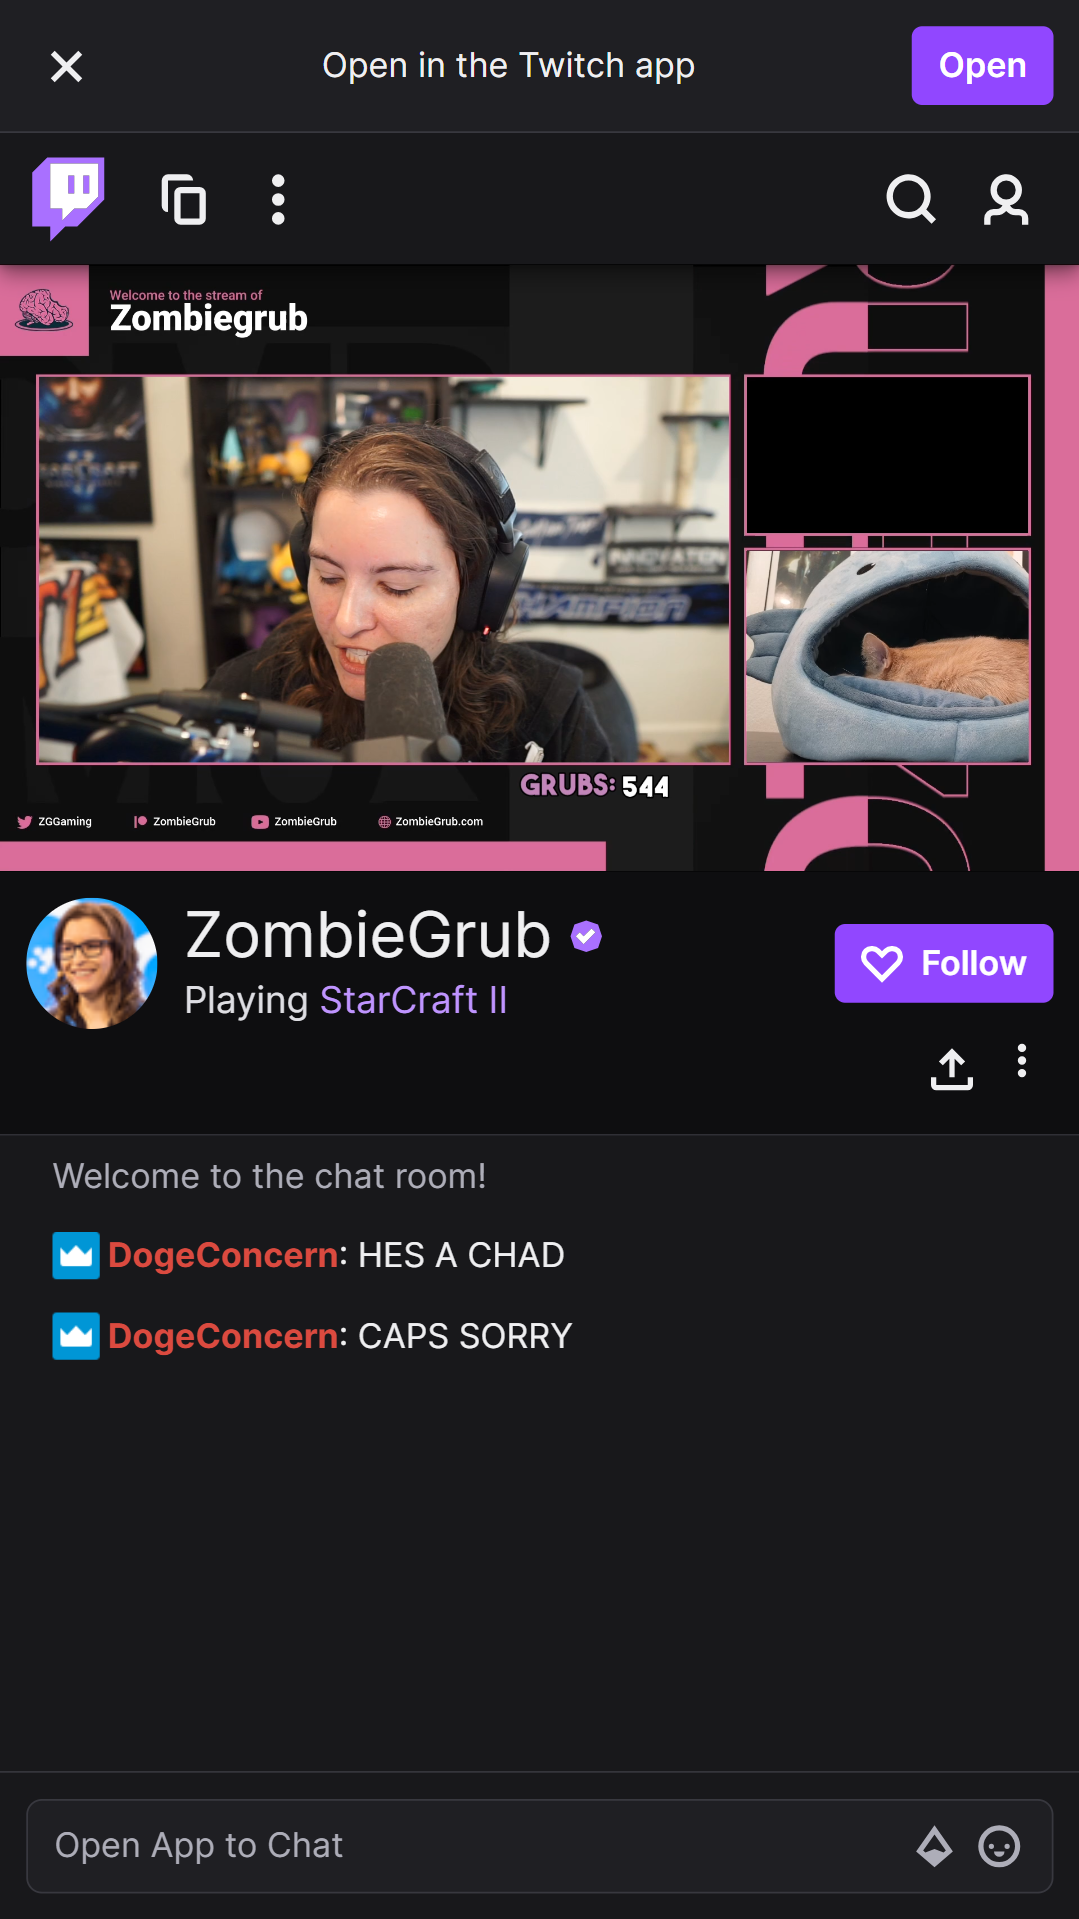 Open in the Twitch app
Open
Welcome to the stream of
Zombiegrub
GRUBS: 544
ZGGaming
ZombieGrub
ZombieGrub
ZombieGrub.com
ZombieGrub
Playing StarCraft II
Follow
Welcome to the chat room!
DogeConcern: HES A CHAD
DogeConcern: CAPS SORRY
Open App to Chat